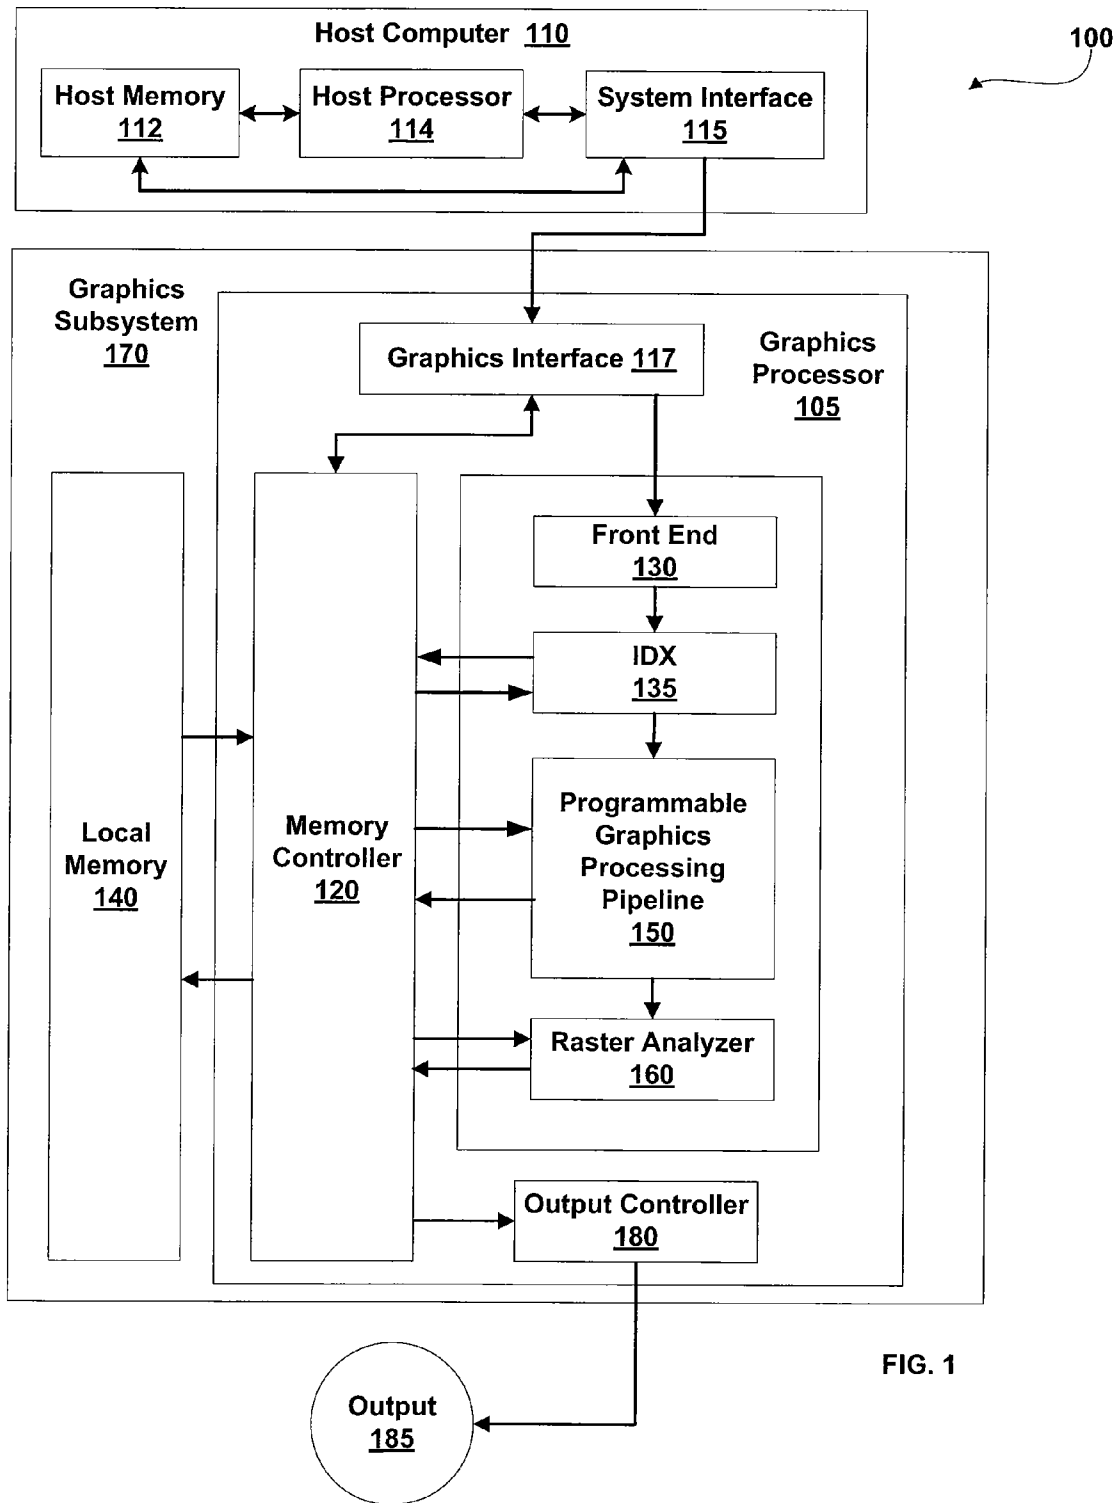 Host Computer 110
100
Host Memory
112
Host Processor
114
System Interface
115
Graphics
Subsystem
170
Graphics Interface 117
Graphics
Processor
105
Front End
130
IDX
135
Local
Memory
140
Memory
Controller
120
Programmable
Graphics
Processing
Pipeline
150
Raster Analyzer
160
Output Controller
180
Output
185
FIG. 1